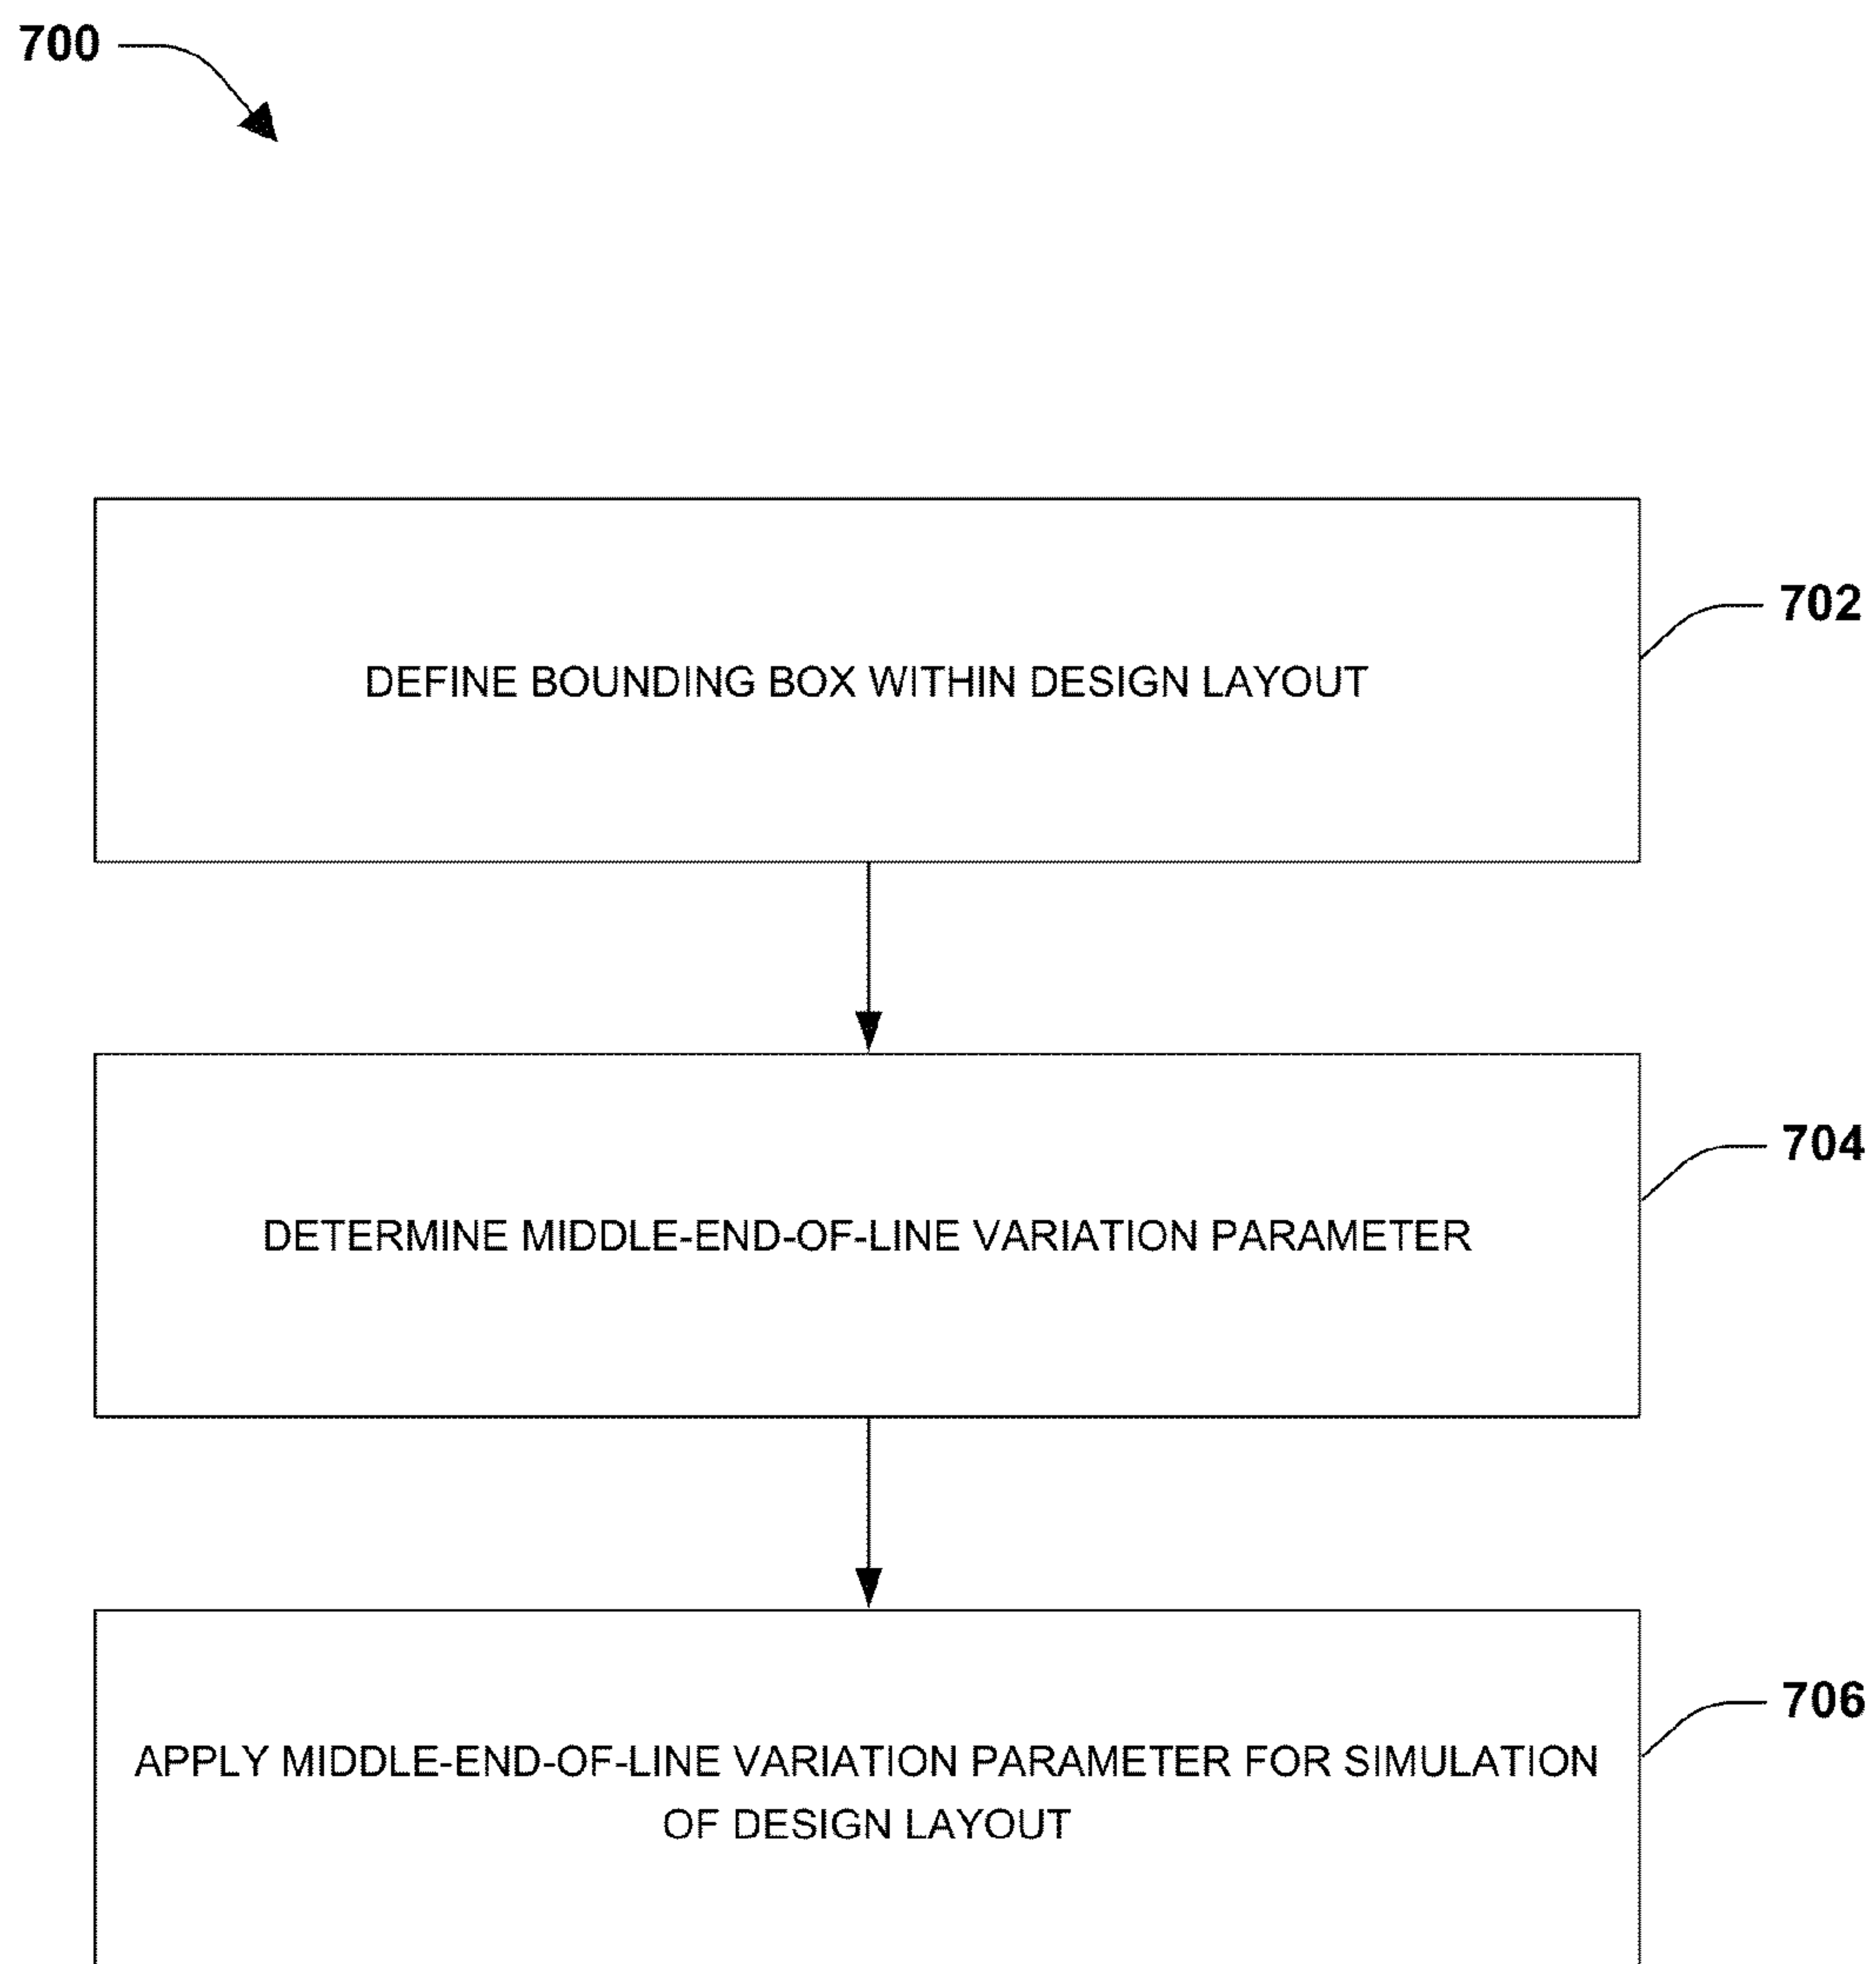 700
DEFINE BOUNDING BOX WITHIN DESIGN LAYOUT
702
DETERMINE MIDDLE-END-OF-LINE VARIATION PARAMETER
704
APPLY MIDDLE-END-OF-LINE VARIATION PARAMETER FOR SIMULATION
OF DESIGN LAYOUT
706